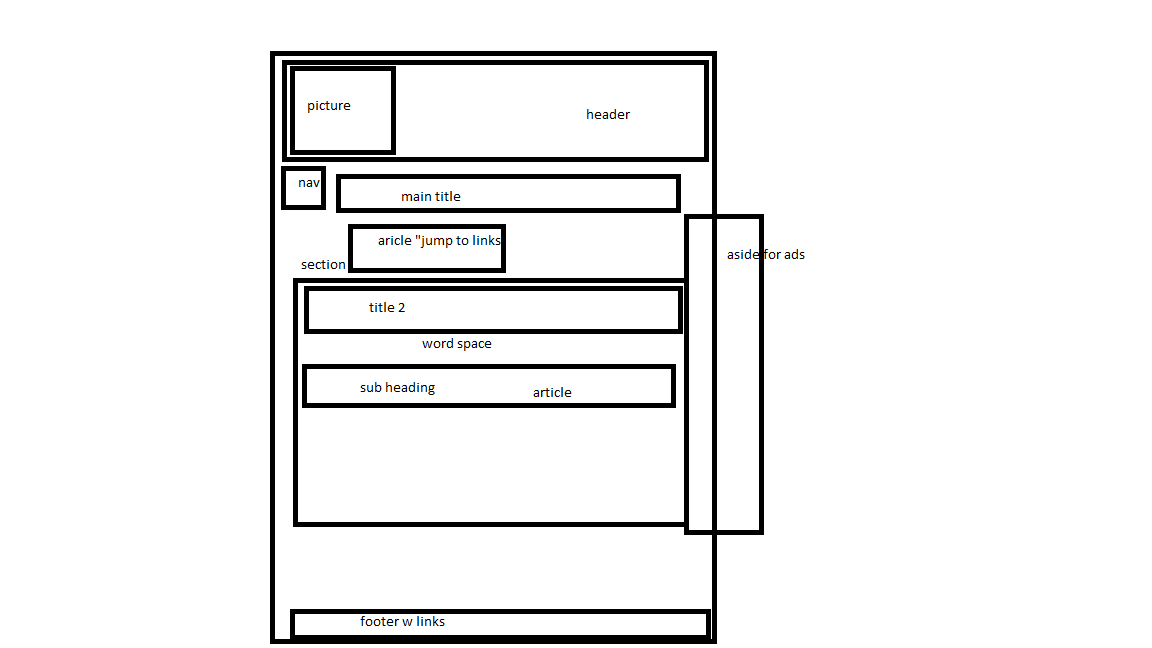 picture
header
nav
main title
aricle "jump to links
aside for ads
section
title 2
word space
sub heading
article
footer w links